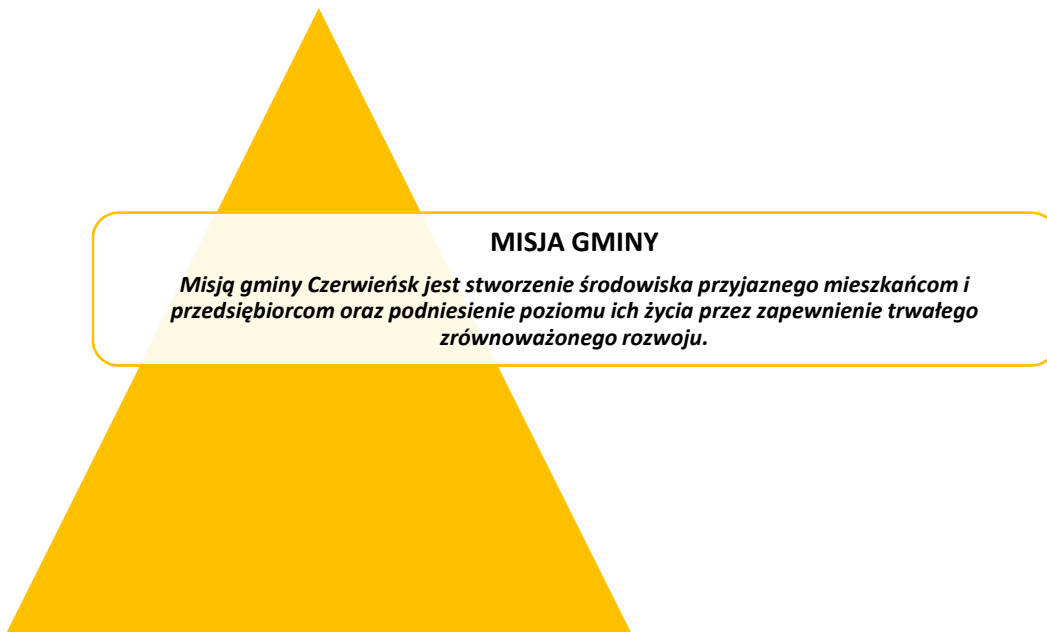 MISJA GMINY
Misją gminy Czerwieńsk jest stworzenie środowiska przyjaznego mieszkańcom i
przedsiębiorcom oraz podniesienie poziomu ich życia przez zapewnienie trwałego
zrównoważonego rozwoju.